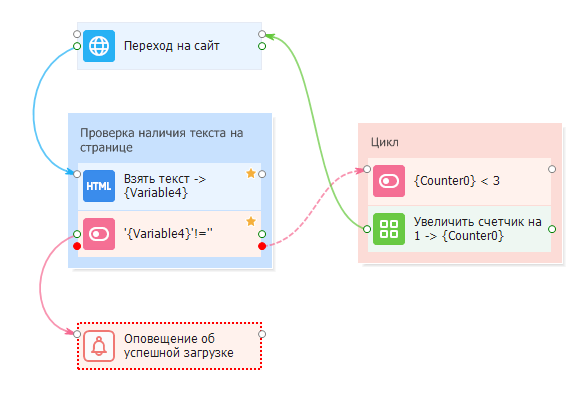 Переход на сайт
Проверка наличия текста на
странице
HTML
Взять текст ->
{Variable4}
'{Variable4}'!=''
Оповещение об
успешной загрузке
Цикл
{Counter0} < 3
Увеличить счетчик на
1 -> {Counter0}